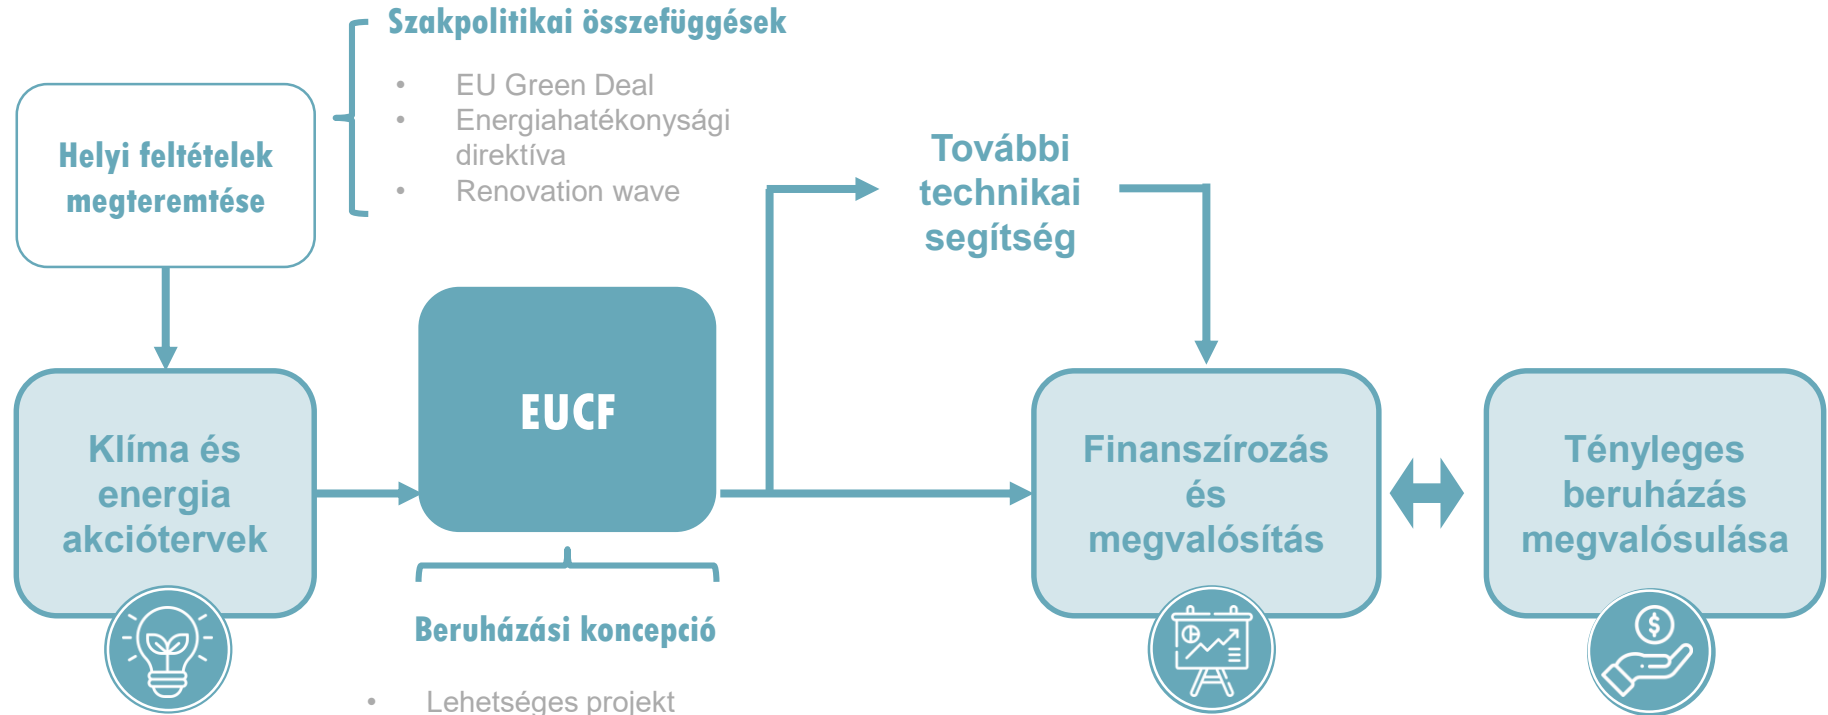 Szakpolitikai összefüggések
• EU Green Deal
• Energiahatékonysági
direktíva
• Renovation wave
Helyi feltételek
megteremtése
További
technikai
segítség
Klíma és
energia
akciótervek
EUCF
Finanszírozás
és
megvalósítás
Tényleges
beruházás
megvalósulása
Beruházási koncepció
• Lehetséges projekt